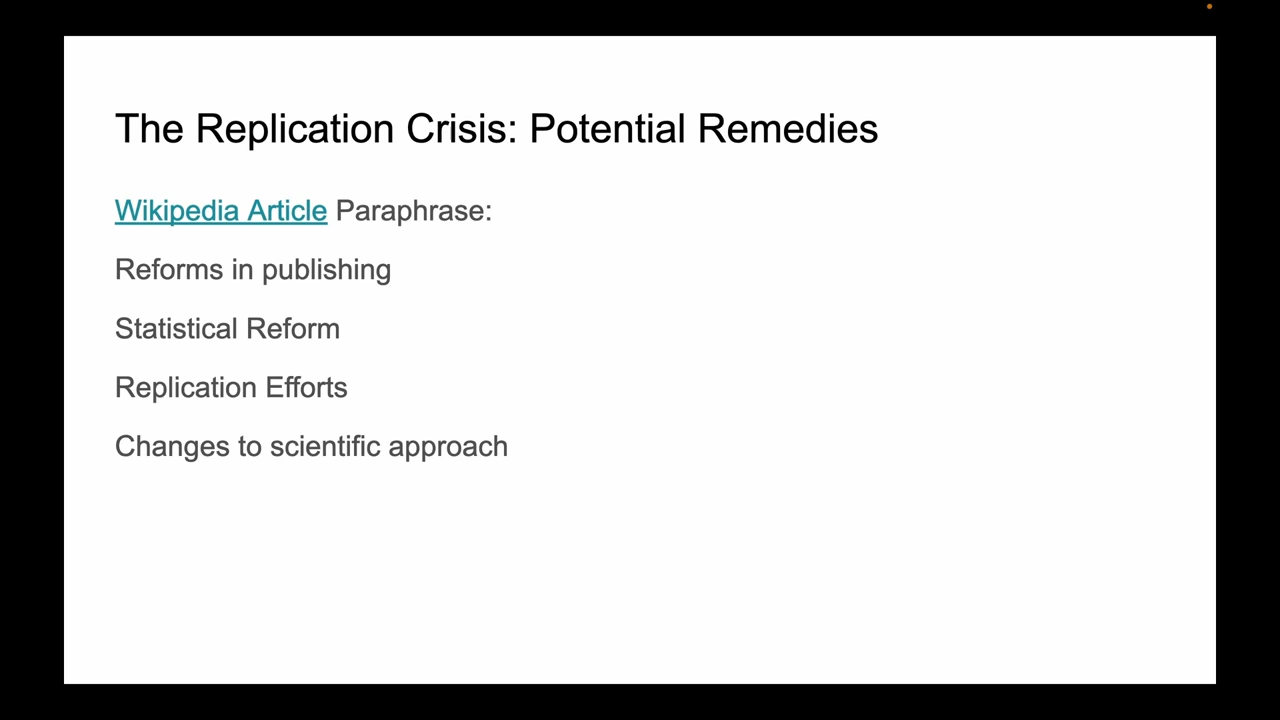 The Replication Crisis: Potential Remedies
Wikipedia Article Paraphrase:
Reforms in publishing
Statistical Reform
Replication Efforts
Changes to scientific approach